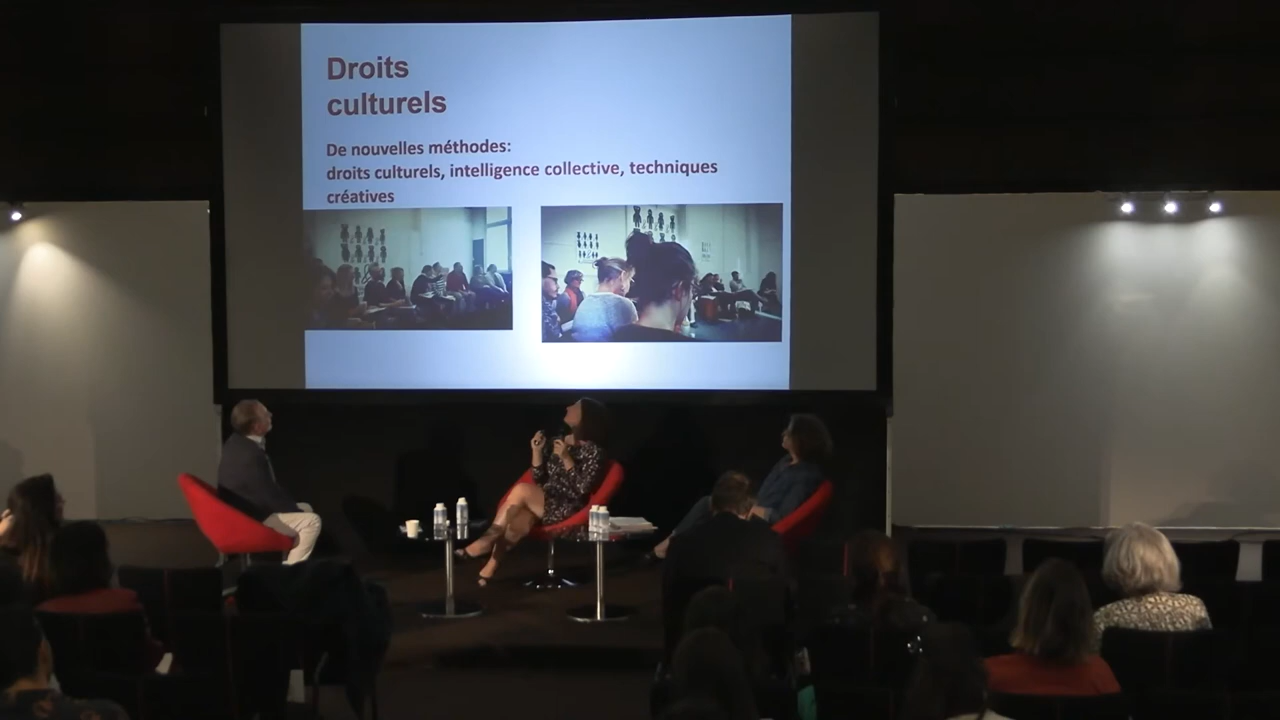 Droits
culturels
De nouvelles méthodes:
droits culturels, intelligence collective, techniques
créatives